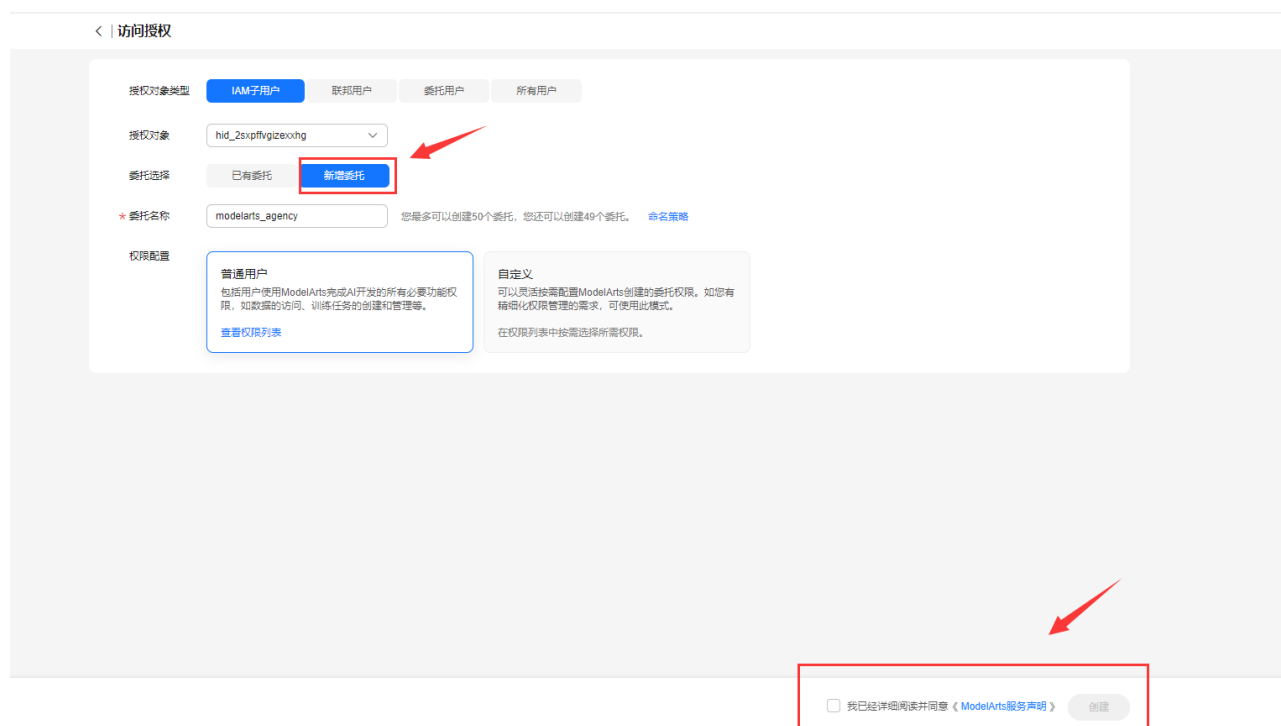 访问授权
授权对象类型 IAM子用户 联邦用户 委托用户 所有用户
授权对象 hid_2sxpffvgizexxhg
委托选择 已有委托 新增委托
* 委托名称 modelarts_agency 您最多可以创建50个委托，您还可以创建49个委托。 命名策略
权限配置
普通用户
包括用户使用ModelArts完成AI开发的所有必要功能权
限，如数据的访问、训练任务的创建和管理等。
查看权限列表
自定义
可以灵活按需配置ModelArts创建的委托权限。如您有
精细化权限管理的需求，可使用此模式。
在权限列表中按需选择所需权限。
我已经详细阅读并同意《 ModelArts服务声明 》 创建